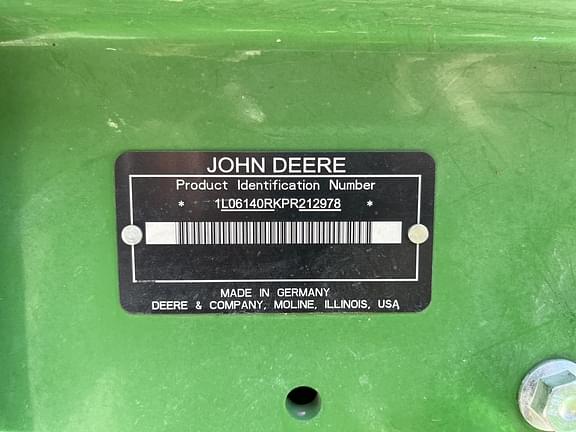 JOHN DEERE
Product Identification Number
* 1L06140RKPR212978 *
MADE IN GERMANY
DEERE & COMPANY, MOLINE, ILLINOIS, USA